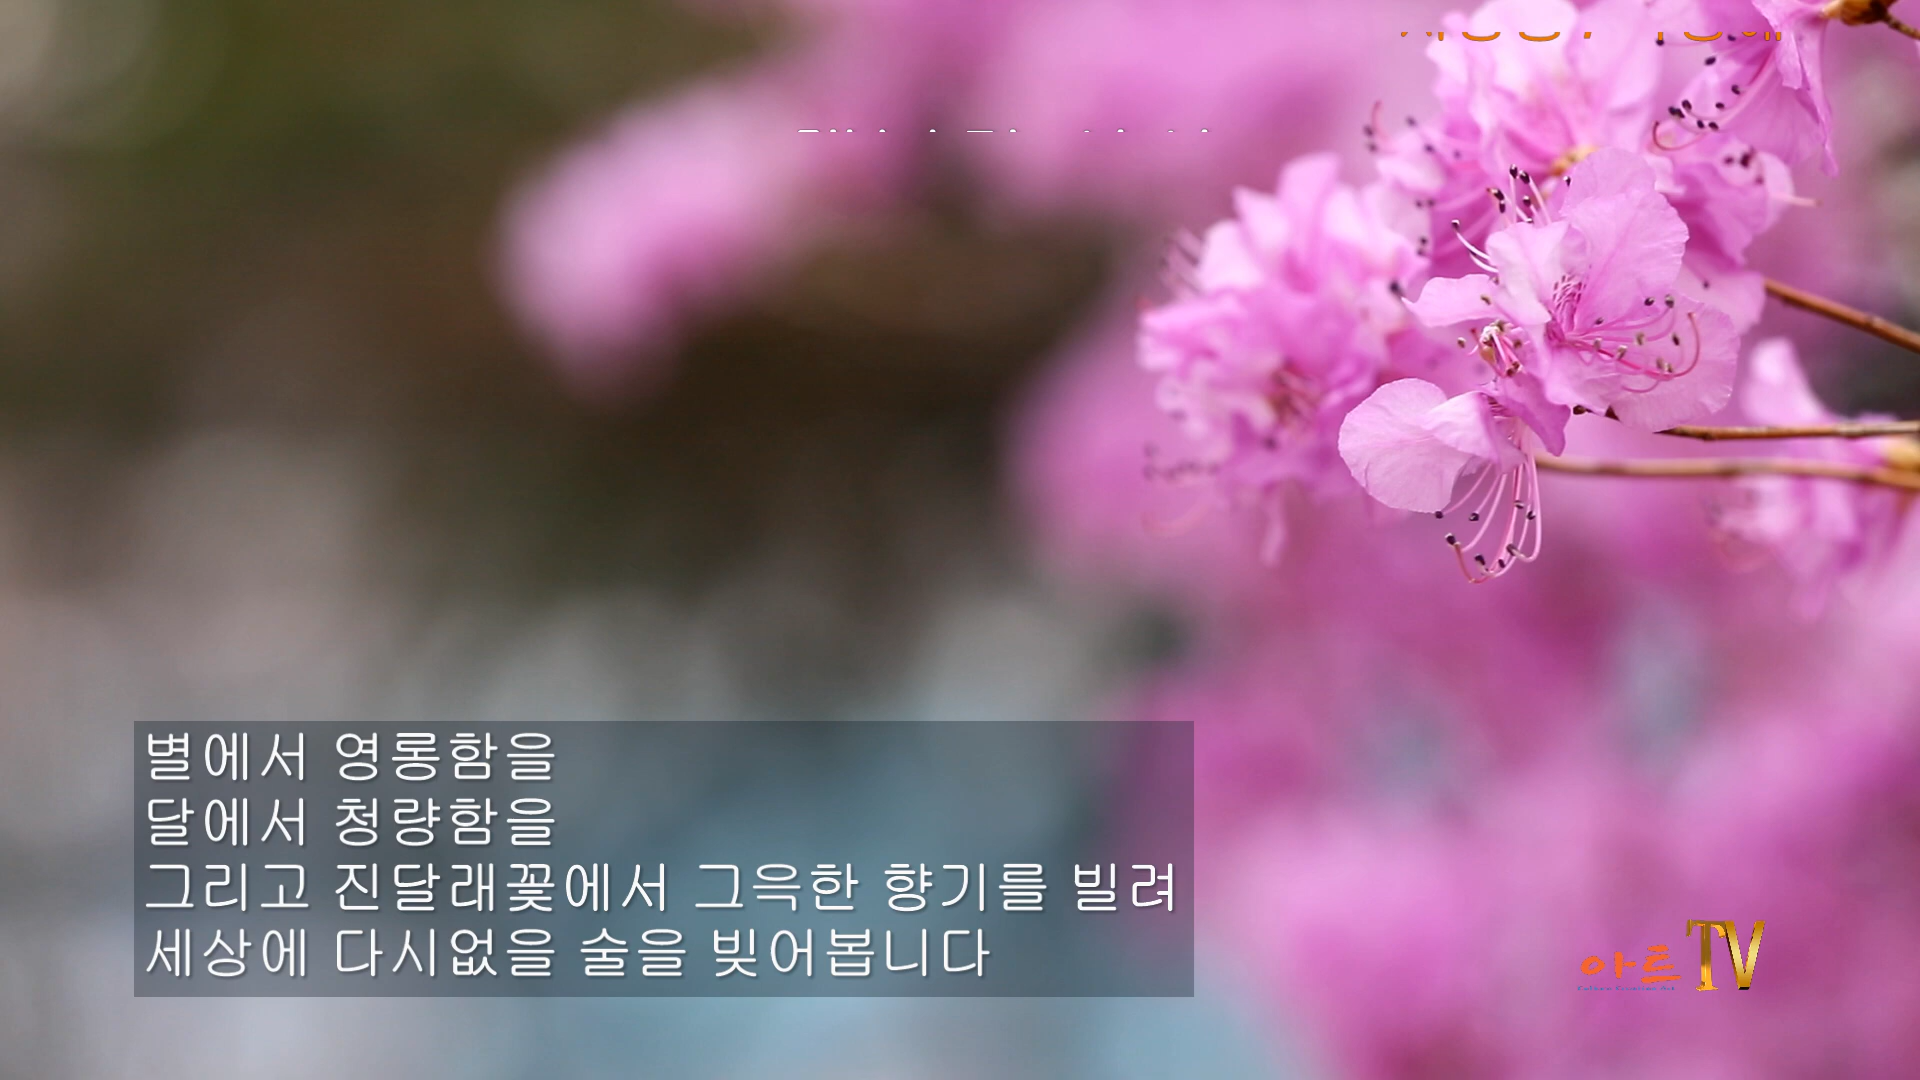 별에서 영롱함을
달에서 청량함을
그리고 진달래꽃에서 그윽한 향기를 빌려
세상에 다시없을 술을 빚어봅니다
아트TV